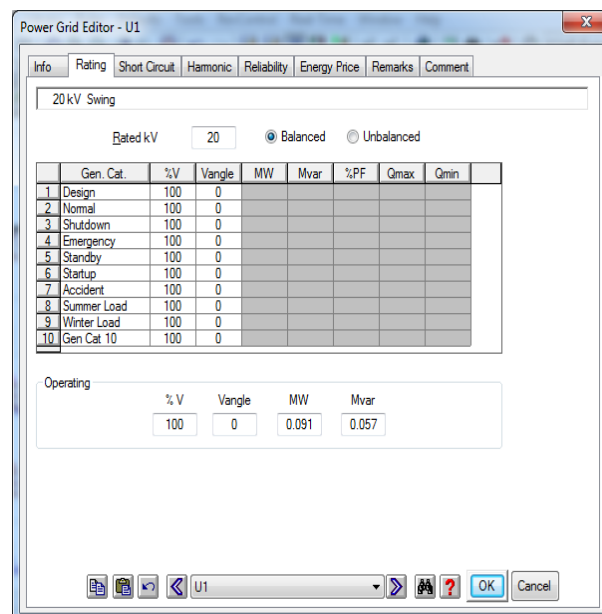 Power Grid Editor - U1
Info Rating Short Circuit Harmonic Reliability Energy Price Remarks Comment
20 kV Swing
Rated kV 20 Balanced Unbalanced
Gen. Cat. %V Vangle MW Mvar %PF Qmax Qmin
1 Design 100 0
2 Normal 100 0
3 Shutdown 100 0
4 Emergency 100 0
5 Standby 100 0
6 Startup 100 0
7 Accident 100 0
8 Summer Load 100 0
9 Winter Load 100 0
10 Gen Cat 10 100 0
Operating
% V Vangle MW Mvar
100 0 0.091 0.057
U1 ? OK Cancel